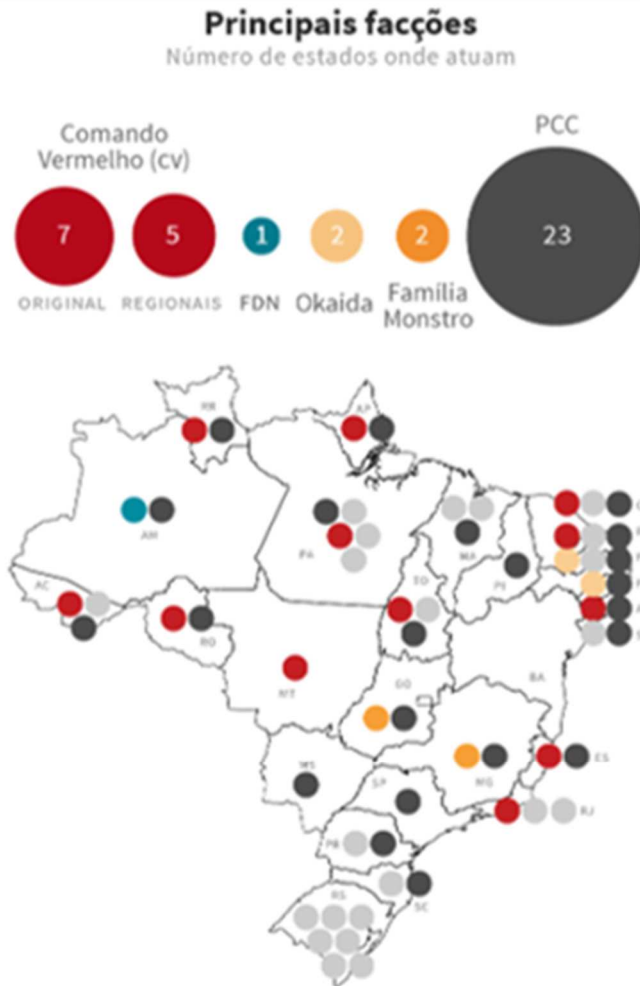 Principais facções
Número de estados onde atuam
Comando
Vermelho (CV)
PCC
7
5
1
2
2
23
ORIGINAL
REGIONAIS
FDN
Okaida
Família
Monstro
RR
AP
AM
PA
MA
AC
TO
PI
RO
MT
GO
BA
MS
SP
MG
ES
RJ
PR
SC
RS